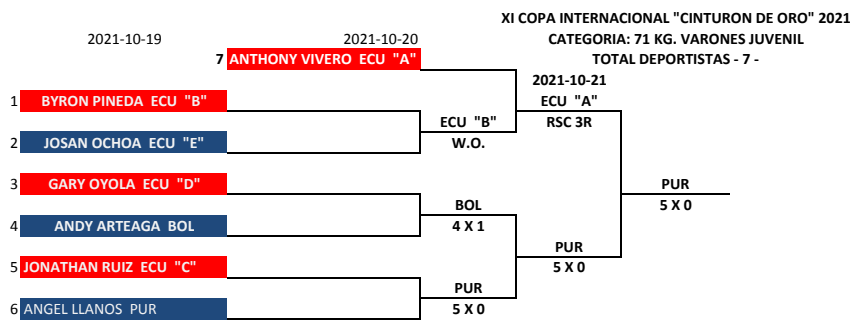 XI COPA INTERNACIONAL "CINTURON DE ORO" 2021
2021-10-19 2021-10-20 CATEGORIA: 71 KG. VARONES JUVENIL
7 ANTHONY VIVERO ECU "A" TOTAL DEPORTISTAS - 7 -
2021-10-21
1 BYRON PINEDA ECU "B" ECU "A"
ECU "B" RSC 3R
2 JOSAN OCHOA ECU "E" W.O.
3 GARY OYOLA ECU "D" PUR
BOL 5 X 0
4 ANDY ARTEAGA BOL 4 X 1
PUR
5 JONATHAN RUIZ ECU "C" 5 X 0
PUR
6 ANGEL LLANOS PUR 5 X 0